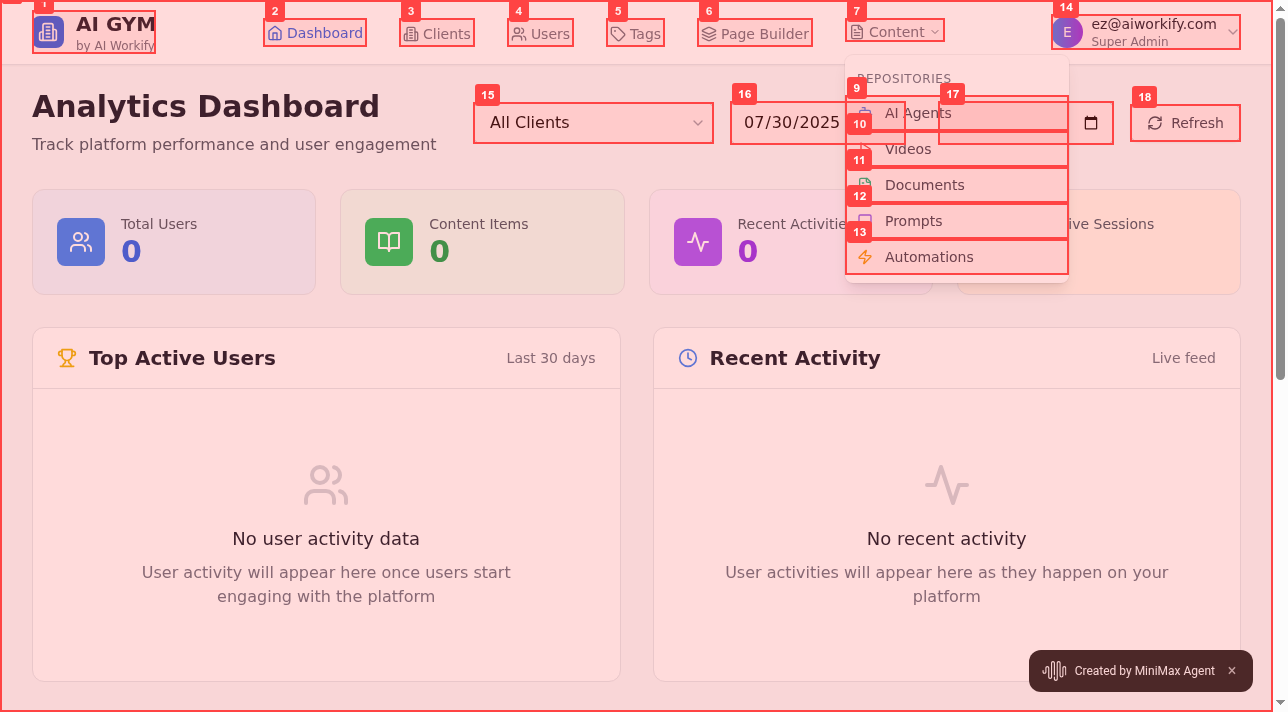 1
AI GYM
by AI Workify
2
Dashboard
3
Clients
4
Users
5
Tags
6
Page Builder
7
Content
14
E
ez@aiworkify.com
Super Admin
REPOSITORIES
9
AI Agents
10
Videos
11
Documents
12
Prompts
13
Automations
Analytics Dashboard
Track platform performance and user engagement
15
All Clients
16
07/30/2025
17
18
Refresh
Total Users
0
Content Items
0
Recent Activitie
0
ive Sessions
Top Active Users
Last 30 days
No user activity data
User activity will appear here once users start
engaging with the platform
Recent Activity
Live feed
No recent activity
User activities will appear here as they happen on your
platform
Created by MiniMax Agent
×